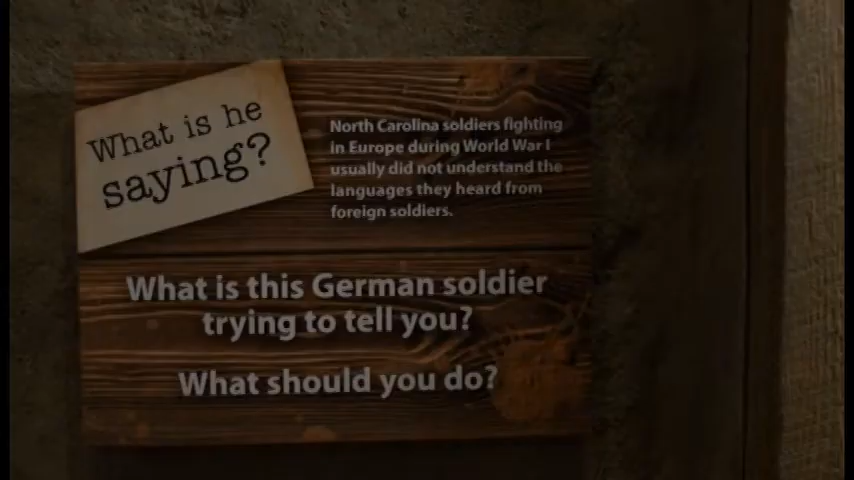 What is he
saying?
North Carolina soldiers fighting
in Europe during World War I
usually did not understand the
languages they heard from
foreign soldiers.
What is this German soldier
trying to tell you?
What should you do?